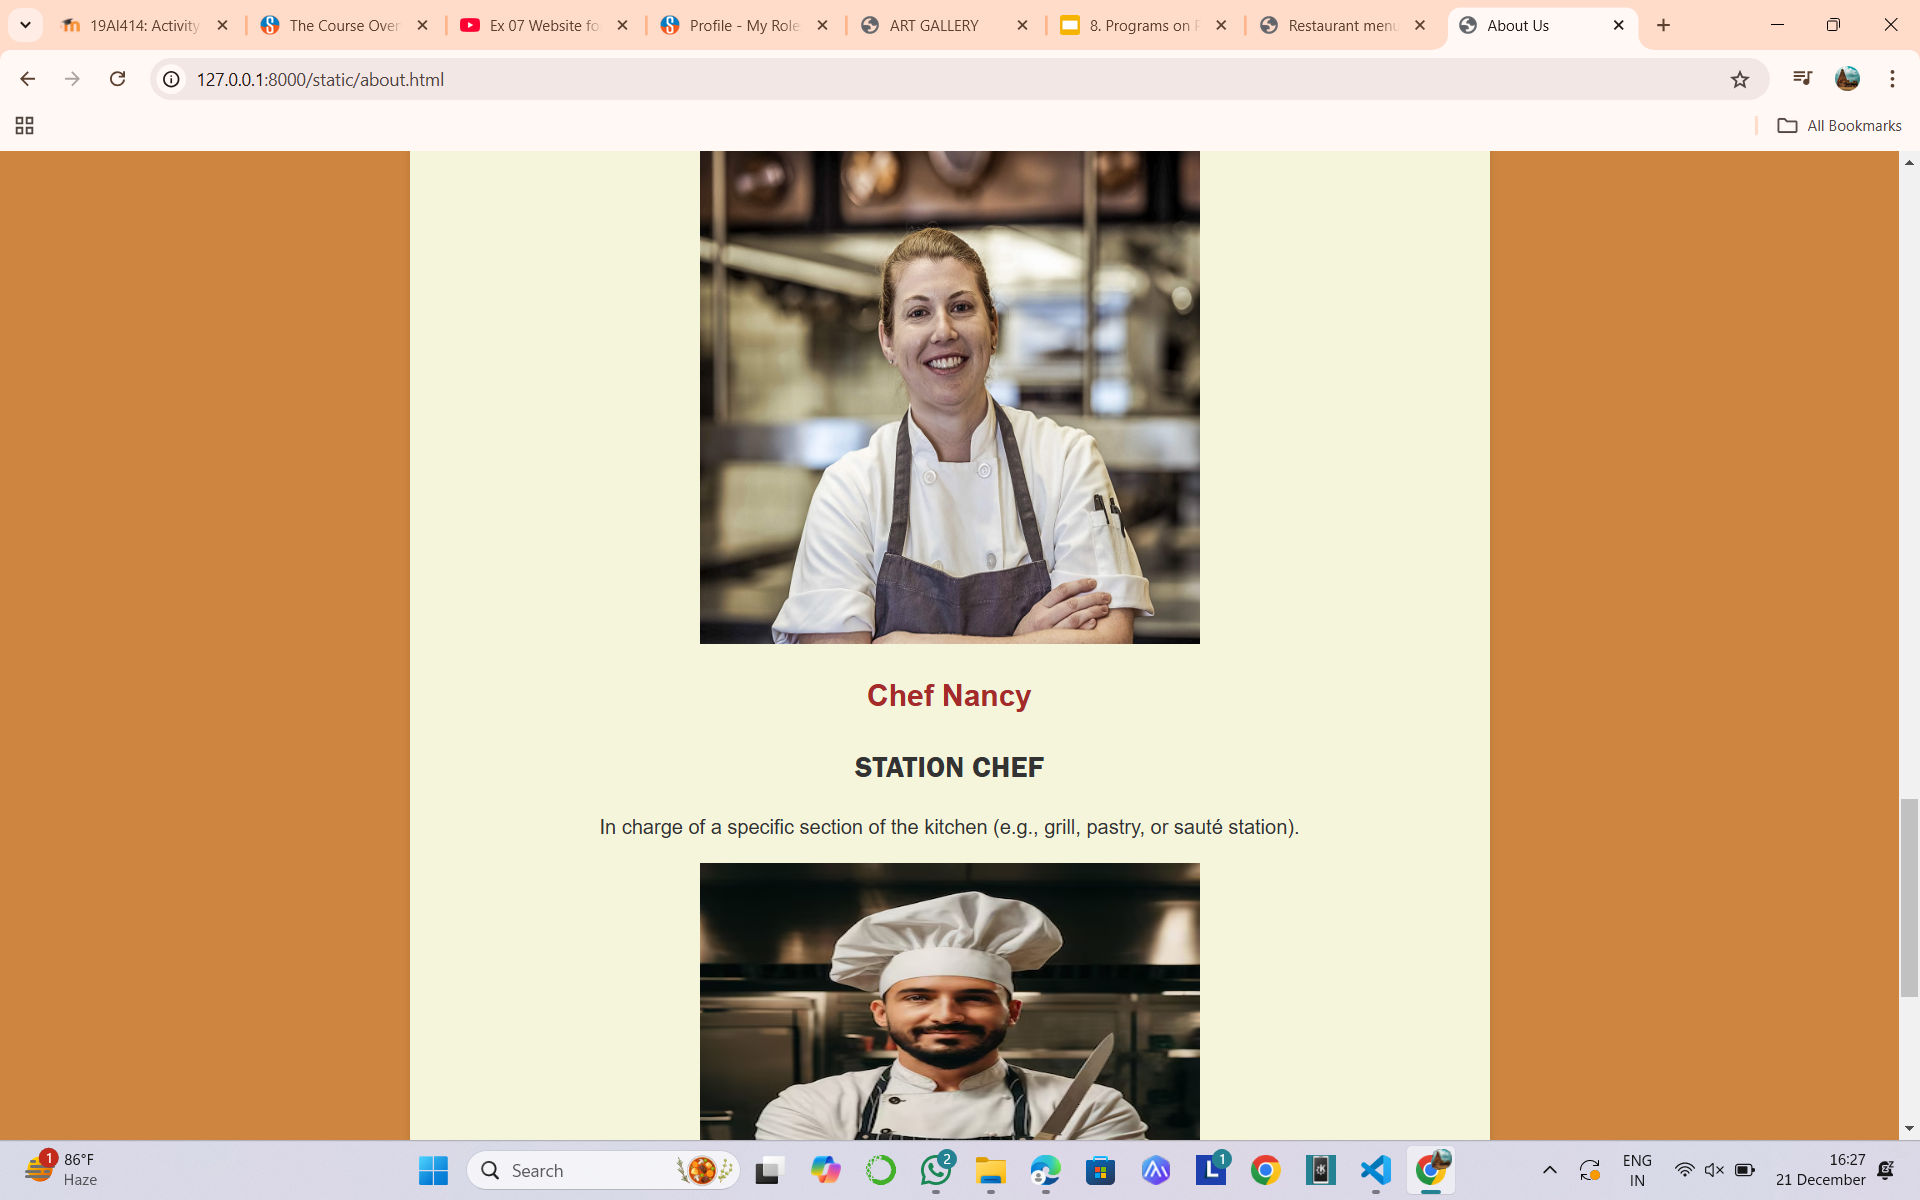 19AI414: Activity
The Course Over
Ex 07 Website fo
Profile - My Role
ART GALLERY
8. Programs on F
Restaurant menu
About Us
127.0.0.1:8000/static/about.html
All Bookmarks
Chef Nancy
STATION CHEF
In charge of a specific section of the kitchen (e.g., grill, pastry, or sauté station).
1
86°F
Haze
Search
2
L
1
K
ENG
IN
16:27
21 December